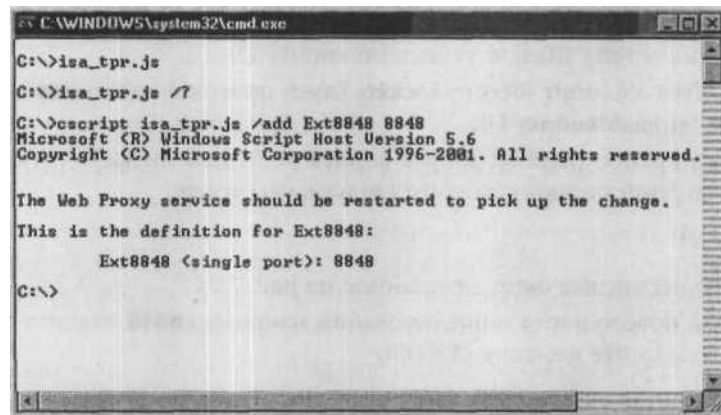 C:\WINDOWS\system32\cmd.exe
C:\>isa_tpr.js
C:\>isa_tpr.js /?
C:\>cscript isa_tpr.js /add Ext8848 8848
Microsoft (R) Windows Script Host Version 5.6
Copyright (C) Microsoft Corporation 1996-2001. All rights reserved.
The Web Proxy service should be restarted to pick up the change.
This is the definition for Ext8848:
Ext8848 (single port): 8848
C:\>